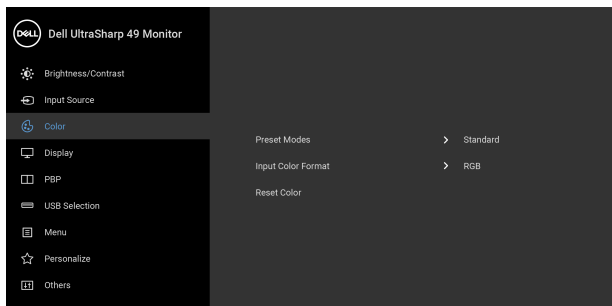 DELL
Dell UltraSharp 49 Monitor
Brightness/Contrast
Input Source
Color
Display
PBP
USB Selection
Menu
Personalize
Others
Preset Modes > Standard
Input Color Format > RGB
Reset Color